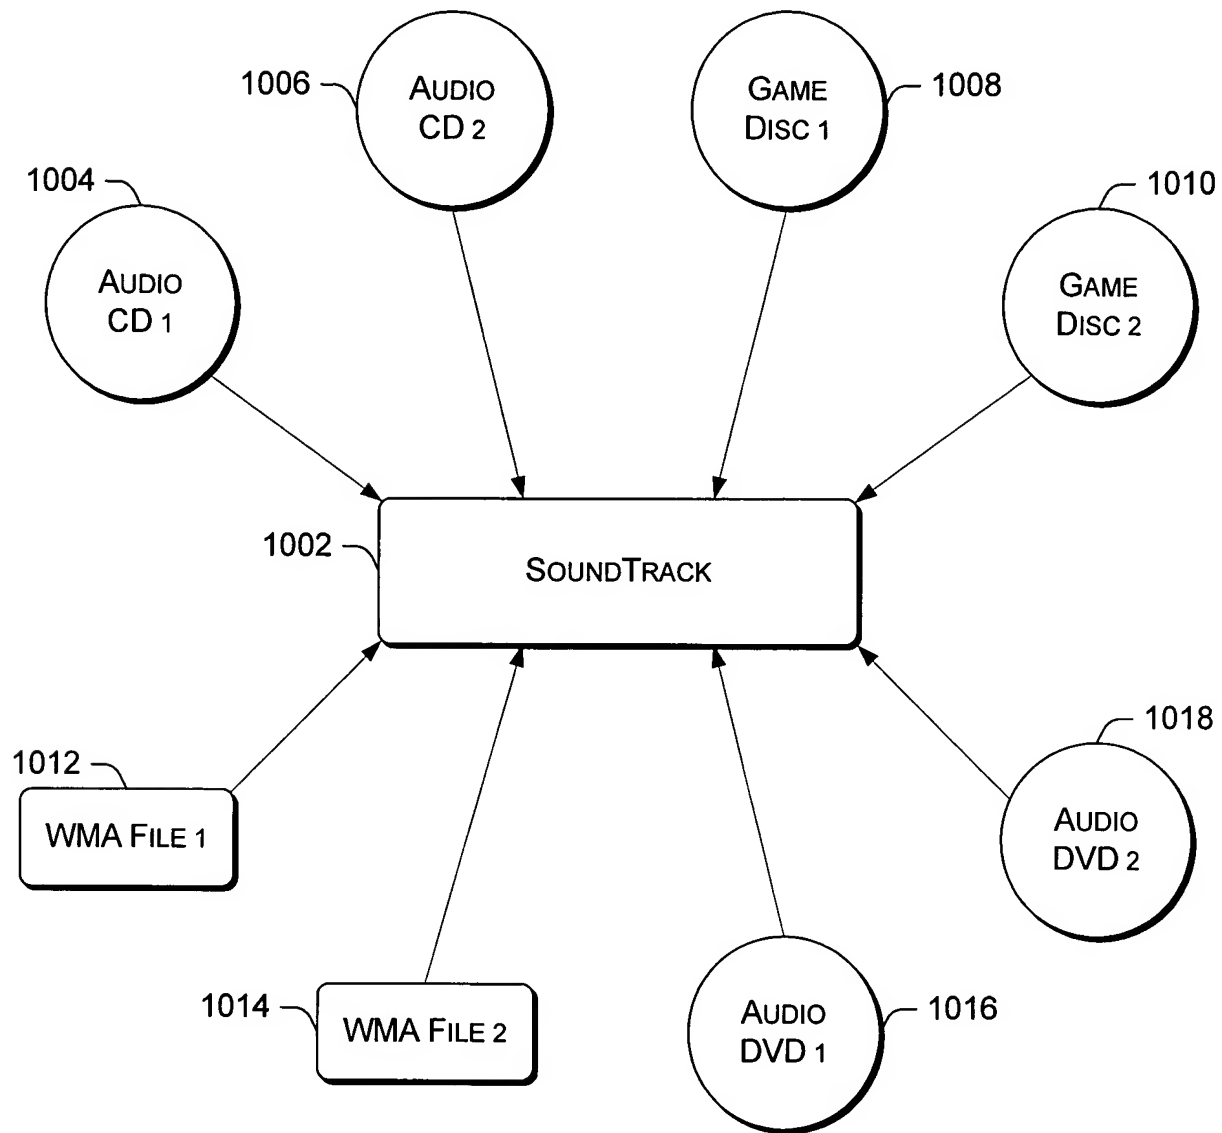 1006
AUDIO
CD 2
GAME
DISC 1
1008
1004
AUDIO
CD 1
1010
GAME
DISC 2
1002
SOUNDTRACK
1012
WMA FILE 1
1014
WMA FILE 2
AUDIO
DVD 1
1016
1018
AUDIO
DVD 2